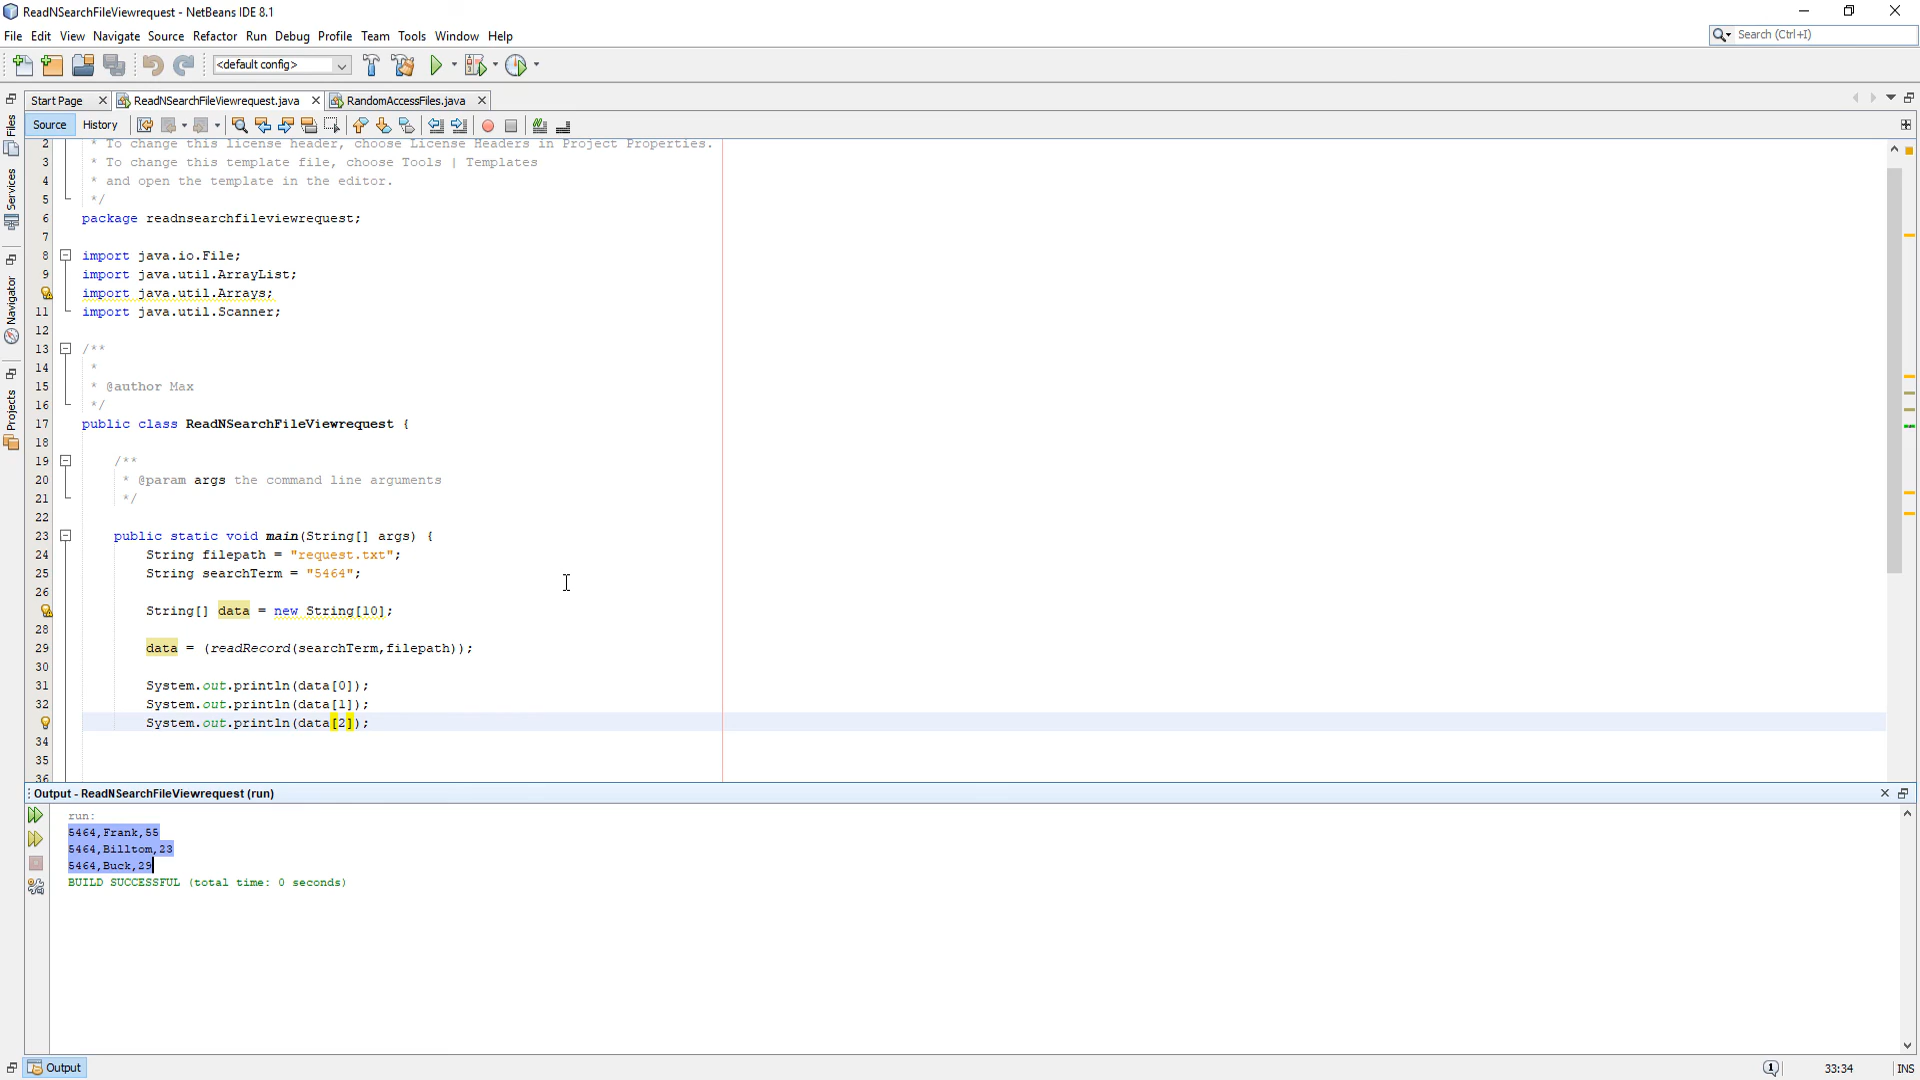 ReadNSearchFileViewrequest - NetBeans IDE 8.1
File Edit View Navigate Source Refactor Run Debug Profile Team Tools Window Help
Search (Ctrl+I)
<default config>
Start Page ReadNSearchFileViewrequest.java RandomAccessFiles.java
Source History
Files
Services
Navigator
Projects
2 * To change this license header, choose License Headers in Project Properties.
3 * To change this template file, choose Tools | Templates
4 * and open the template in the editor.
5 */
6 package readnsearchfileviewrequest;
7
8 import java.io.File;
9 import java.util.ArrayList;
import java.util.Arrays;
11 import java.util.Scanner;
12
13 /**
14 *
15 * @author Max
16 */
17 public class ReadNSearchFileViewrequest {
18
19 /**
20 * @param args the command line arguments
21 */
22
23 public static void main(String[] args) {
24 String filepath = "request.txt";
25 String searchTerm = "5464";
26
String[] data = new String[10];
28
29 data = (readRecord(searchTerm,filepath));
30
31 System.out.println(data[0]);
32 System.out.println(data[1]);
System.out.println(data[2]);
34
35
36
Output - ReadNSearchFileViewrequest (run)
run:
5464,Frank,55
5464,Billtom,23
5464,Buck,29
BUILD SUCCESSFUL (total time: 0 seconds)
Output
1
33:34
INS